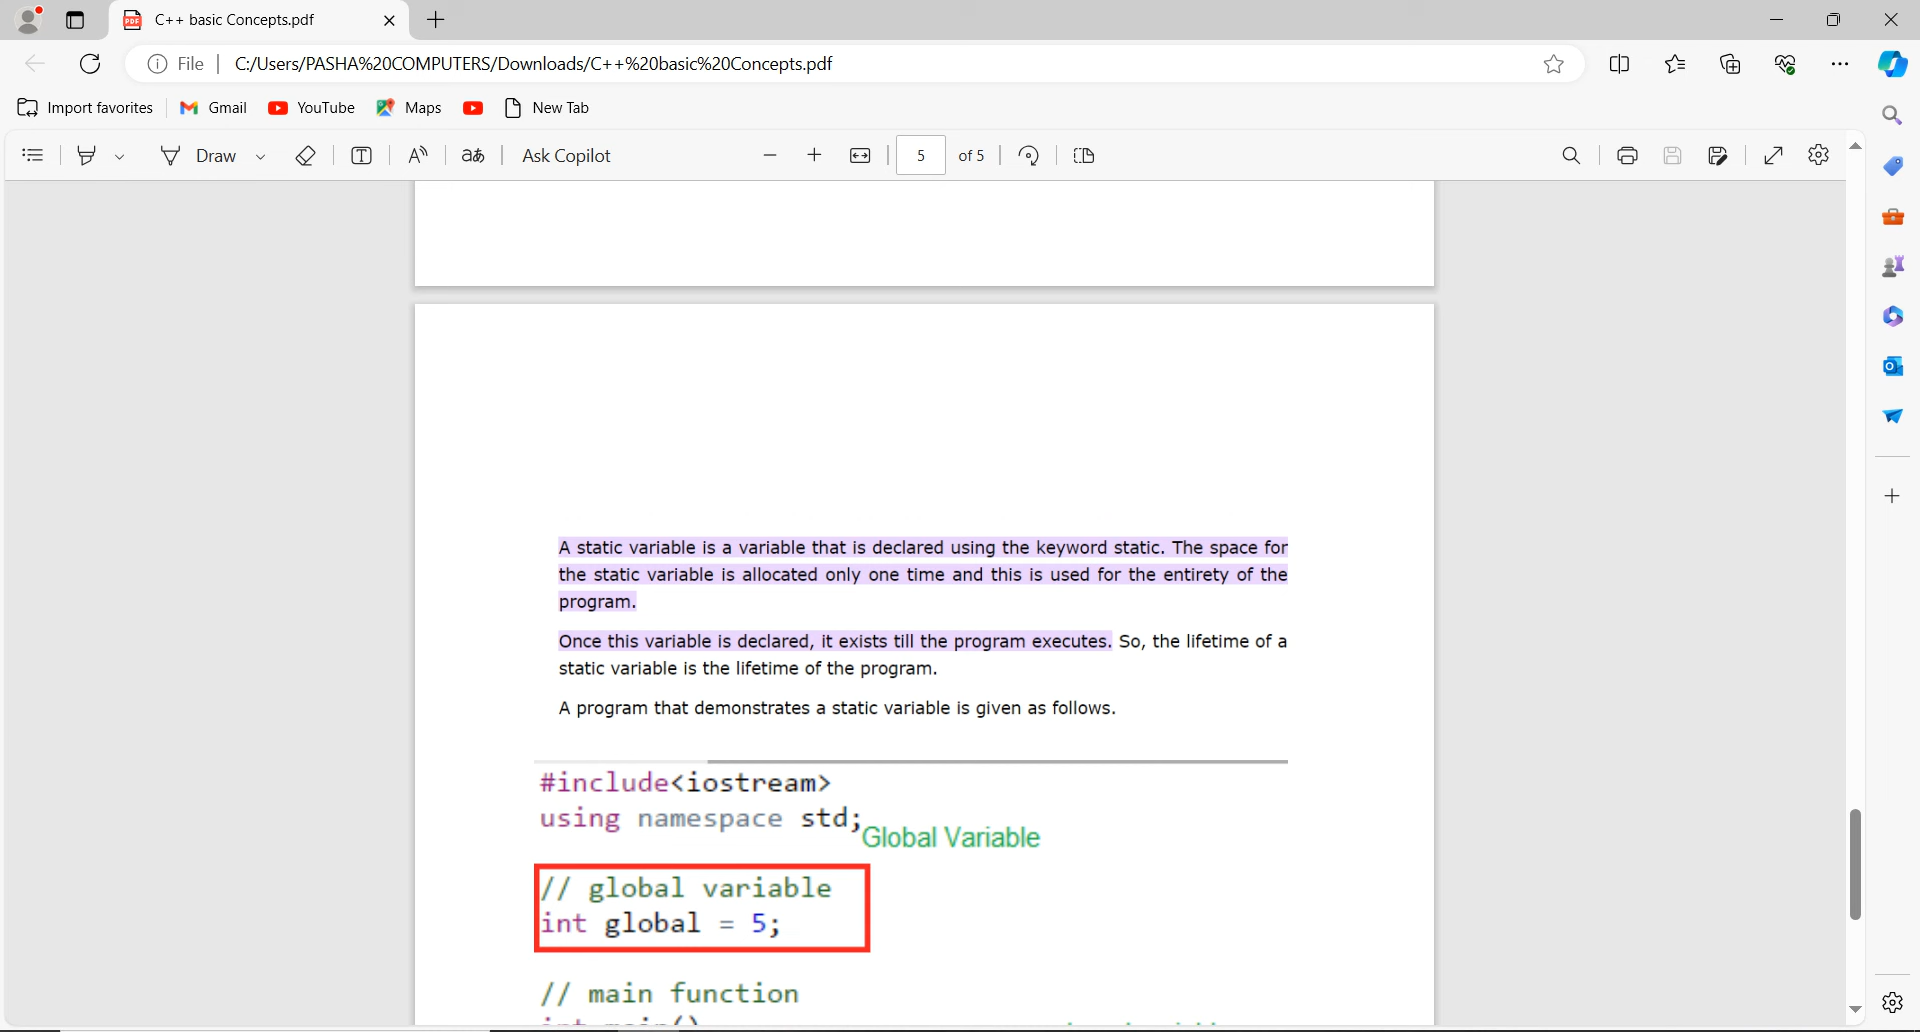 C++ basic Concepts.pdf
File C:/Users/PASHA%20COMPUTERS/Downloads/C++%20basic%20Concepts.pdf
Import favorites Gmail YouTube Maps New Tab
Draw A aあ Ask Copilot 5 of 5
A static variable is a variable that is declared using the keyword static. The space for
the static variable is allocated only one time and this is used for the entirety of the
program.
Once this variable is declared, it exists till the program executes. So, the lifetime of a
static variable is the lifetime of the program.
A program that demonstrates a static variable is given as follows.
#include<iostream>
using namespace std;
Global Variable
// global variable
int global = 5;
// main function
int main()